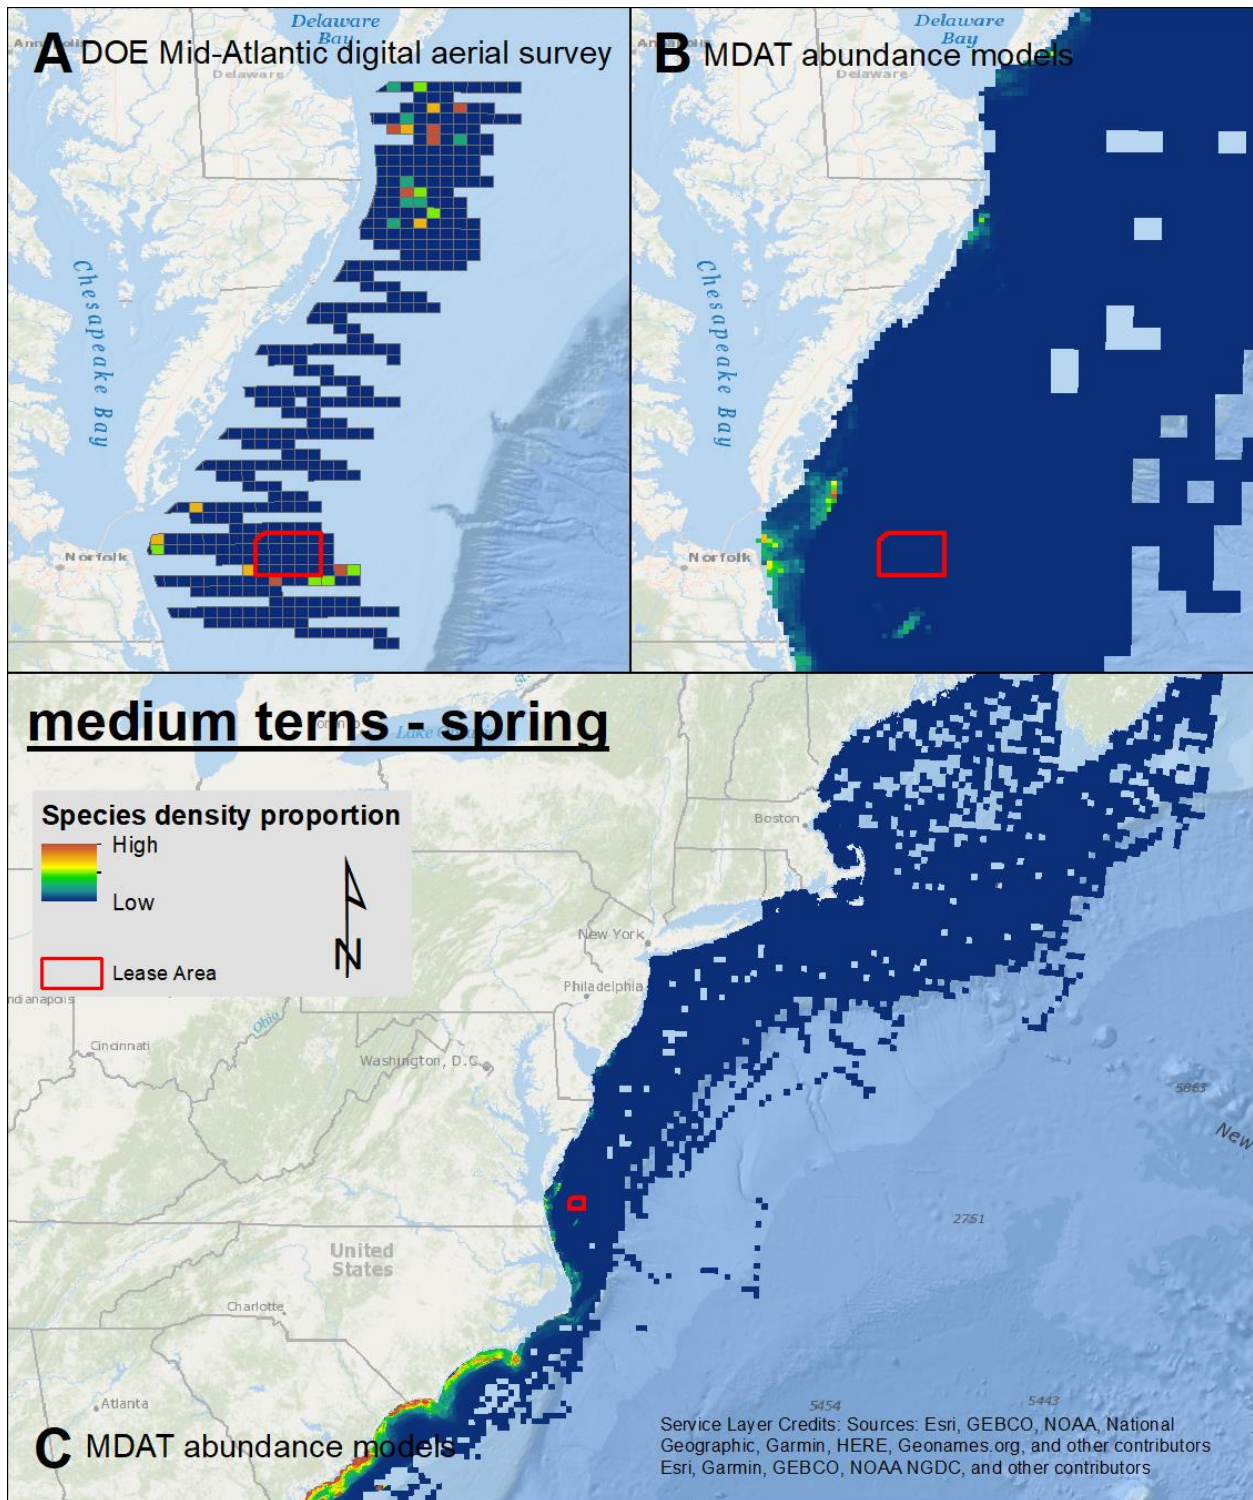 Delaware
Bay
A DOE Mid-Atlantic digital aerial survey
Delaware
Chesapeake Bay
Norfolk
Delaware
Bay
B MDAT abundance models
Delaware
Chesapeake Bay
Norfolk
medium terns - spring
Species density proportion
High
Low
N
Lease Area
Boston
New York
Philadelphia
ndianapolis
Ohio
Cincinnati
Washington, D.C.
5863
New
2751
United
States
Charlotte
Atlanta
5454
5443
C MDAT abundance models
Service Layer Credits: Sources: Esri, GEBCO, NOAA, National
Geographic, Garmin, HERE, Geonames.org, and other contributors
Esri, Garmin, GEBCO, NOAA NGDC, and other contributors